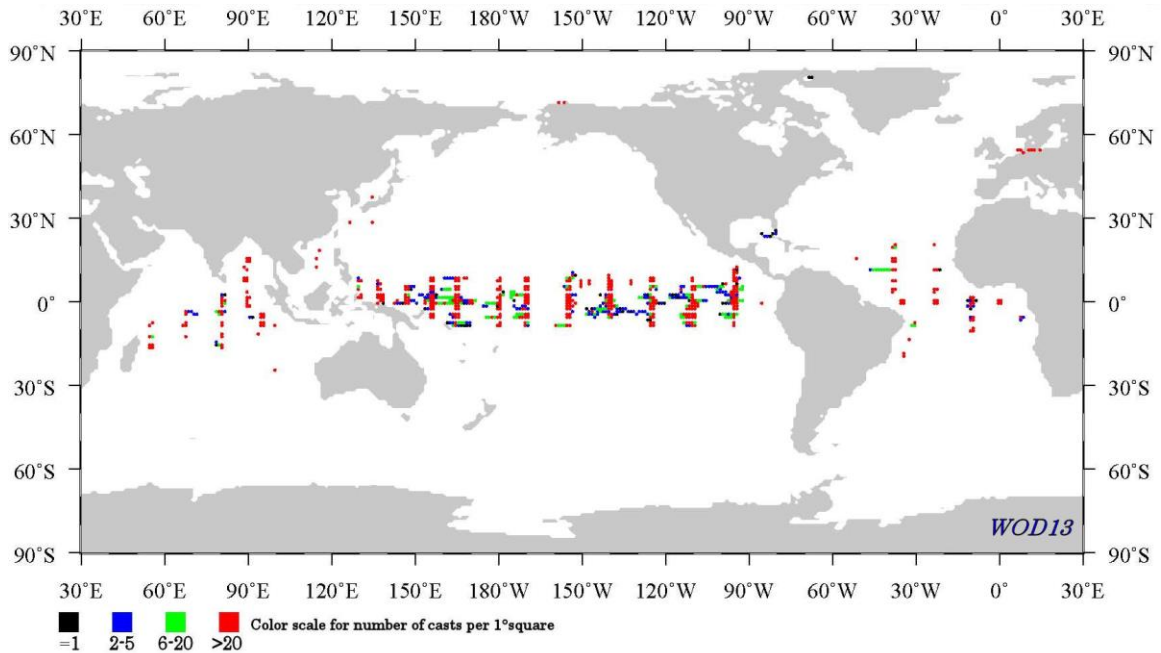 30°E 60°E 90°E 120°E 150°E 180°W 150°W 120°W 90°W 60°W 30°W 0° 30°E
90°N 90°N
60°N 60°N
30°N 30°N
0° 0°
30°S 30°S
60°S 60°S
WOD13
90°S 90°S
30°E 60°E 90°E 120°E 150°E 180°W 150°W 120°W 90°W 60°W 30°W 0° 30°E
Color scale for number of casts per 1°square
=1 2-5 6-20 >20